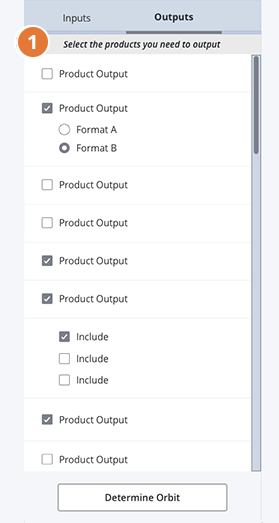 Inputs Outputs
1 Select the products you need to output
Product Output
Product Output
Format A
Format B
Product Output
Product Output
Product Output
Product Output
Include
Include
Include
Product Output
Product Output
Determine Orbit